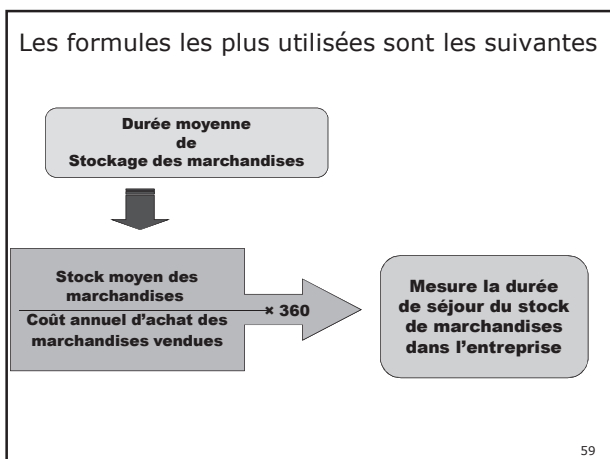 Les formules les plus utilisées sont les suivantes
Durée moyenne
de
Stockage des marchandises
Stock moyen des
marchandises
Coût annuel d'achat des
marchandises vendues
× 360
Mesure la durée
de séjour du stock
de marchandises
dans l'entreprise
59